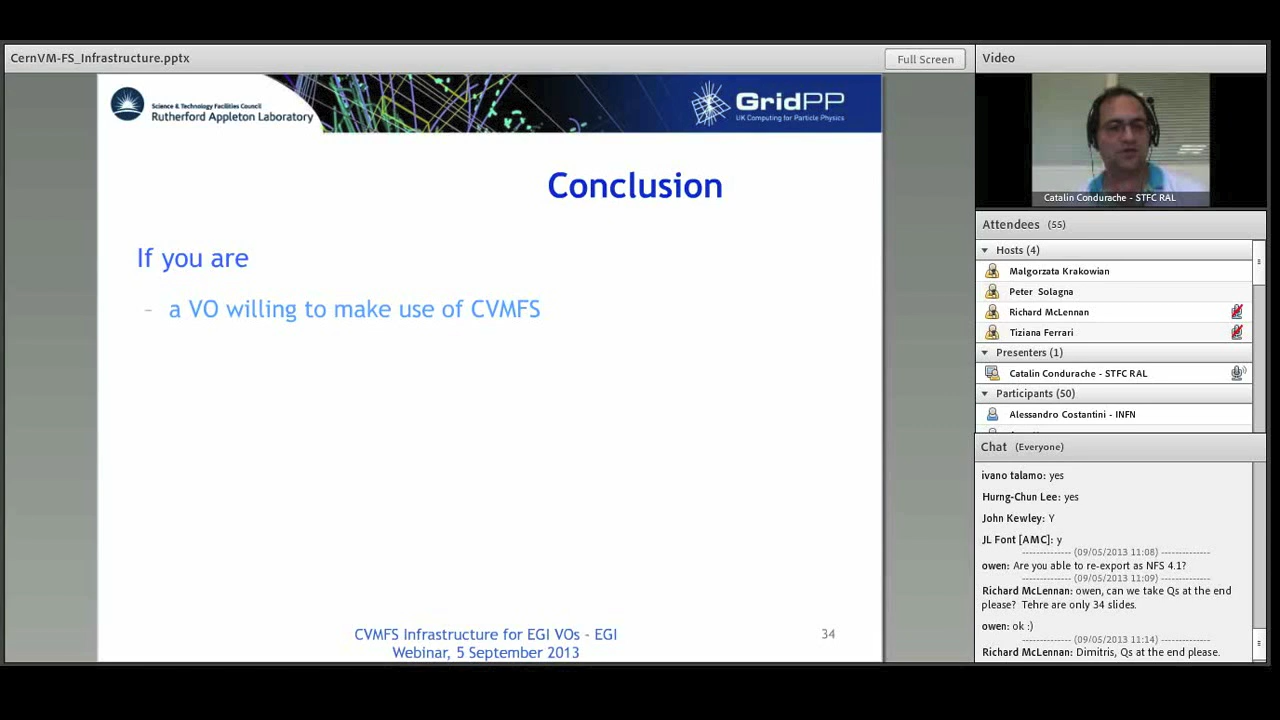 CernVM-FS_Infrastructure.pptx
Full Screen
Science & Technology Facilities Council
Rutherford Appleton Laboratory
GridPP
UK Computing for Particle Physics
Conclusion
If you are
- a VO willing to make use of CVMFS
CVMFS Infrastructure for EGI VOs - EGI
Webinar, 5 September 2013
34
Video
Catalin Condurache - STFC RAL
Attendees (55)
Hosts (4)
Malgorzata Krakowian
Peter Solagna
Richard McLennan
Tiziana Ferrari
Presenters (1)
Catalin Condurache - STFC RAL
Participants (50)
Alessandro Costantini - INFN
Chat (Everyone)
ivano talamo: yes
Hurng-Chun Lee: yes
John Kewley: Y
JL Font [AMC]: y
-------------- (09/05/2013 11:08) --------------
owen: Are you able to re-export as NFS 4.1?
-------------- (09/05/2013 11:09) --------------
Richard McLennan: owen, can we take Qs at the end
please? Tehre are only 34 slides.
owen: ok :)
-------------- (09/05/2013 11:14) --------------
Richard McLennan: Dimitris, Qs at the end please.